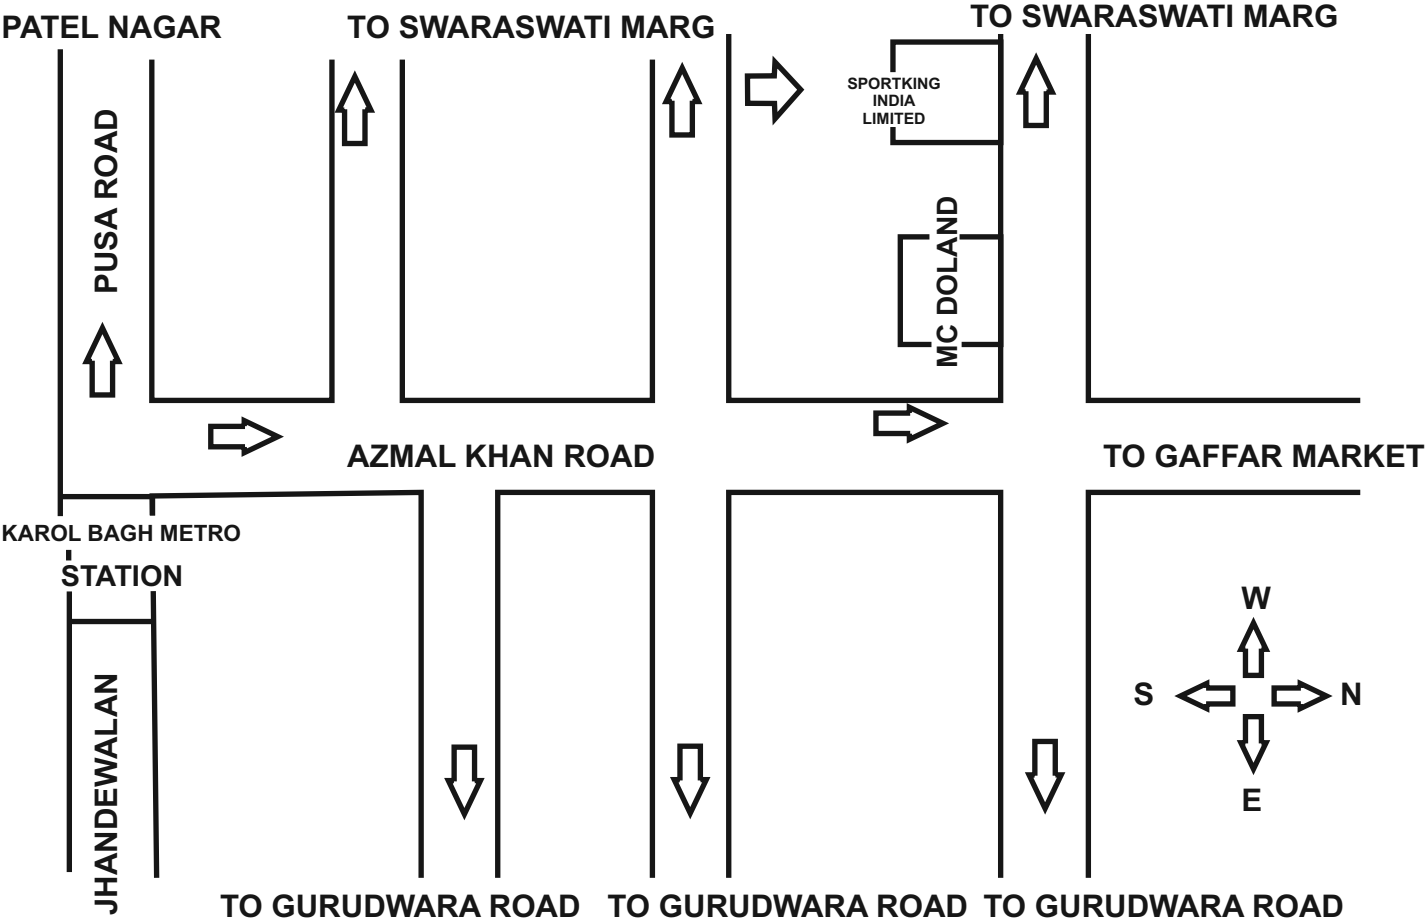 PATEL NAGAR
TO SWARASWATI MARG
TO SWARASWATI MARG
SPORTKING
INDIA
LIMITED
PUSA ROAD
MC DOLAND
AZMAL KHAN ROAD
TO GAFFAR MARKET
KAROL BAGH METRO
STATION
W
S
N
E
JHANDEWALAN
TO GURUDWARA ROAD
TO GURUDWARA ROAD
TO GURUDWARA ROAD